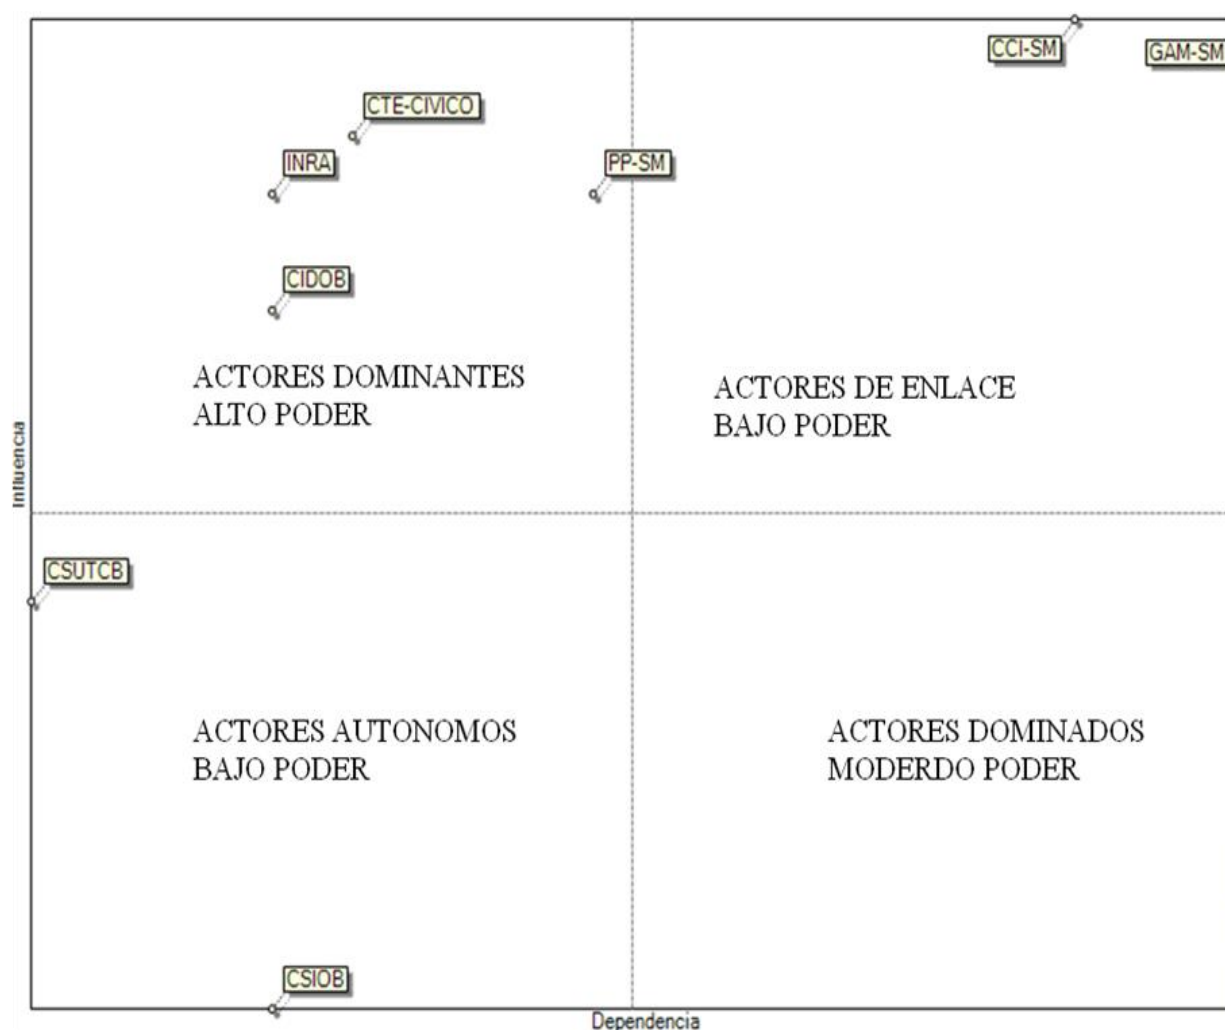 CCI-SM
GAM-SM
CTE-CIVICO
INRA
PP-SM
CIDOB
ACTORES DOMINANTES
ALTO PODER
ACTORES DE ENLACE
BAJO PODER
Influencia
CSUTCB
ACTORES AUTONOMOS
BAJO PODER
ACTORES DOMINADOS
MODERDO PODER
CSIOB
Dependencia